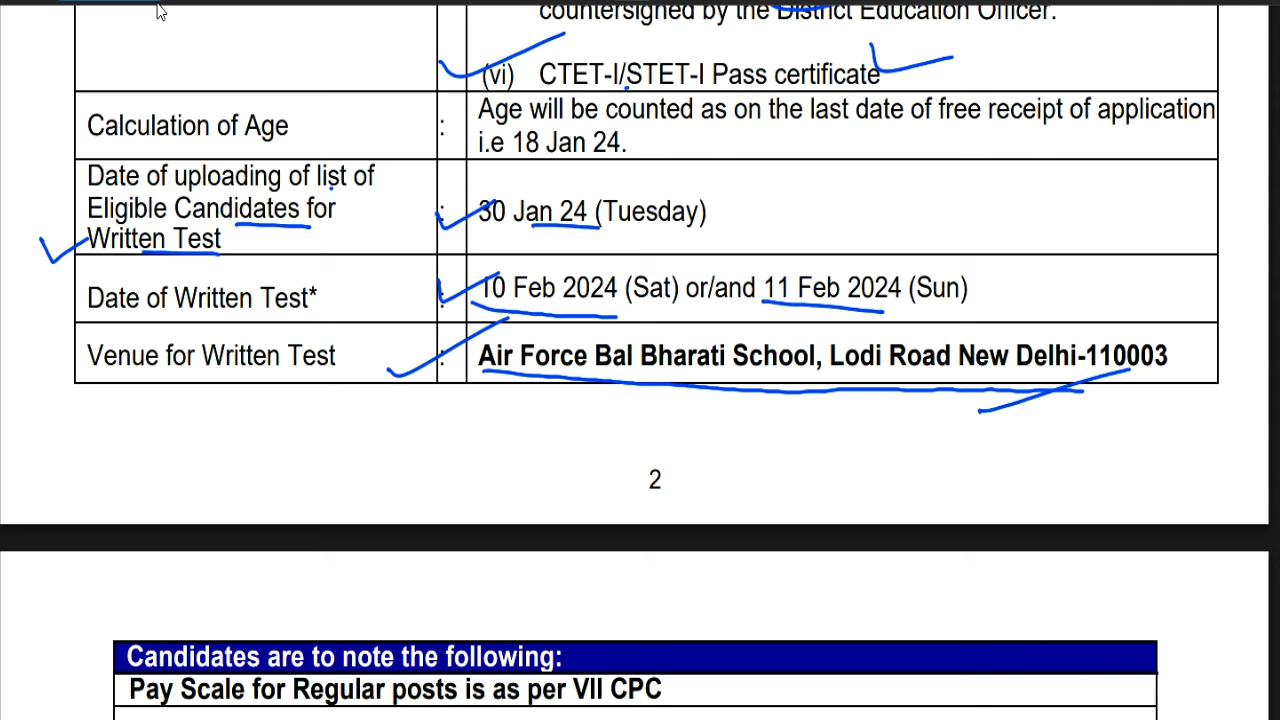 countersigned by the District Education Officer.
(vi) CTET-I/STET-I Pass certificate
Calculation of Age : Age will be counted as on the last date of free receipt of application
i.e 18 Jan 24.
Date of uploading of list of
Eligible Candidates for
Written Test
: 30 Jan 24 (Tuesday)
Date of Written Test* : 10 Feb 2024 (Sat) or/and 11 Feb 2024 (Sun)
Venue for Written Test : Air Force Bal Bharati School, Lodi Road New Delhi-110003
2
Candidates are to note the following:
Pay Scale for Regular posts is as per VII CPC